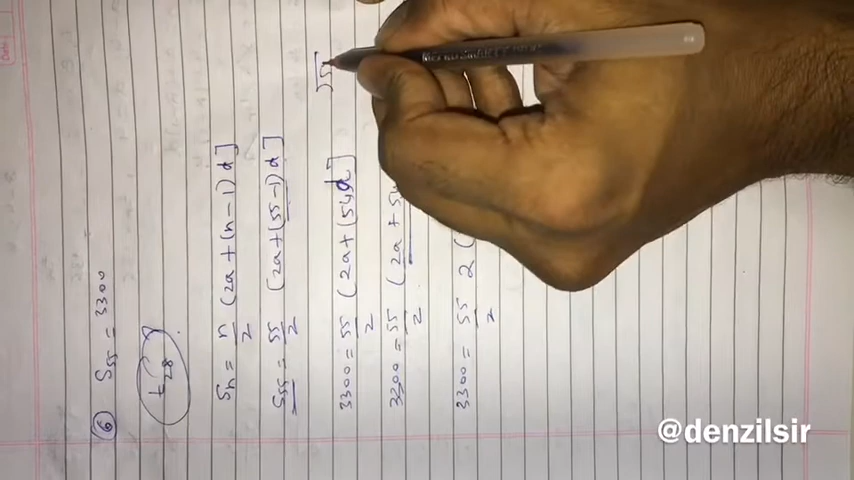 ⑥ S₅₅ = 3300
t₂₈ ?
Sₙ = n/2 (2a + (n - 1) d]
S₅₅ = 55/2 (2a + (55 - 1) d]
3300 = 55/2 (2a + (54d]
3300 = 55/2 (2a + 54
3300 = 55/2 2 (
@denzilsir